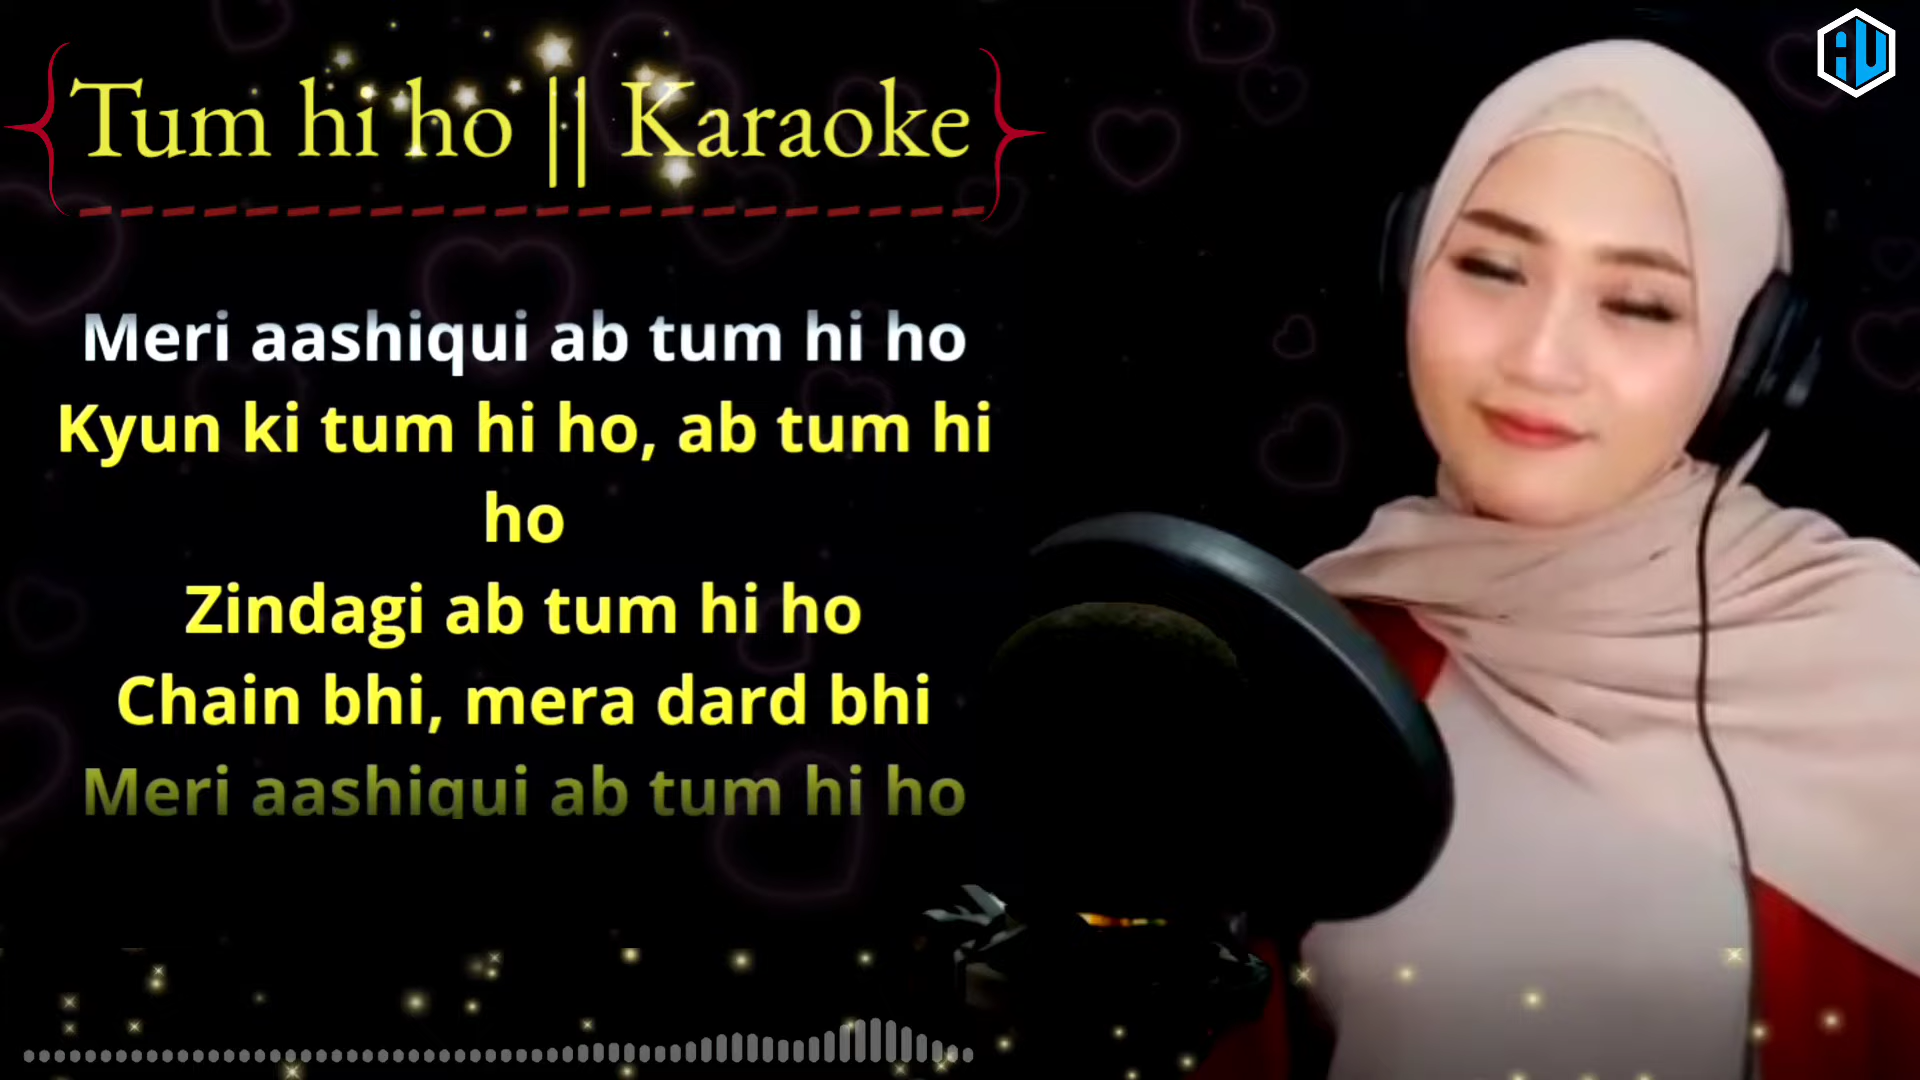 Tum hi ho || Karaoke
AU
Meri aashiqui ab tum hi ho
Kyun ki tum hi ho, ab tum hi
ho
Zindagi ab tum hi ho
Chain bhi, mera dard bhi
Meri aashiqui ab tum hi ho